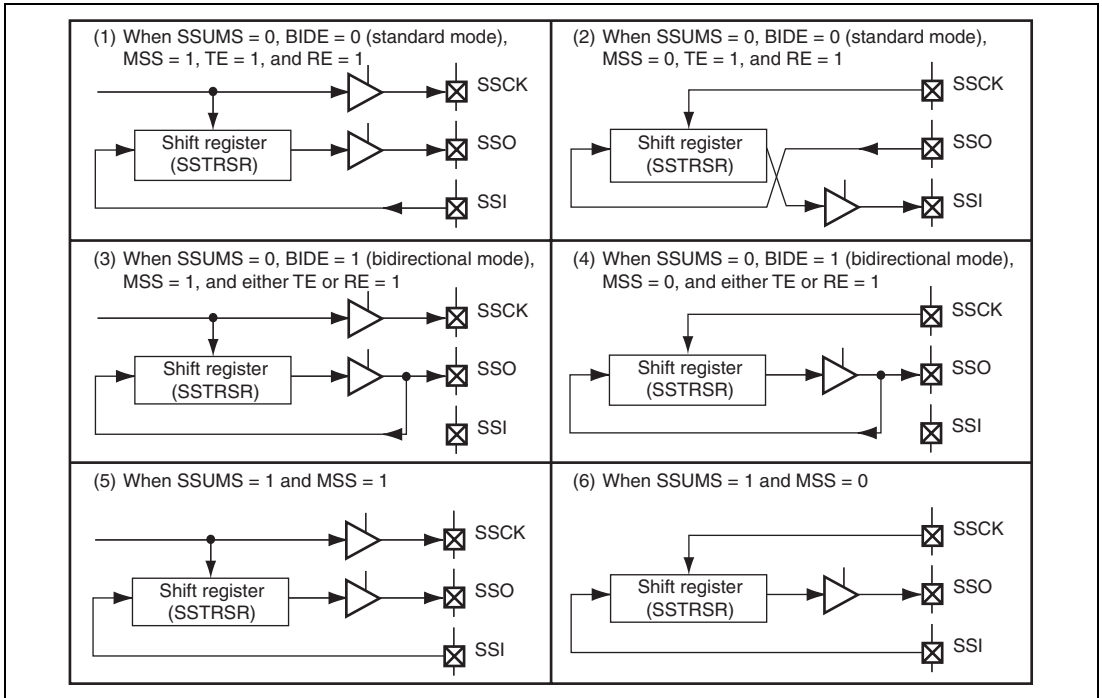 (1) When SSUMS = 0, BIDE = 0 (standard mode),
MSS = 1, TE = 1, and RE = 1
SSCK
Shift register
(SSTRSR)
SSO
SSI
(2) When SSUMS = 0, BIDE = 0 (standard mode),
MSS = 0, TE = 1, and RE = 1
SSCK
Shift register
(SSTRSR)
SSO
SSI
(3) When SSUMS = 0, BIDE = 1 (bidirectional mode),
MSS = 1, and either TE or RE = 1
SSCK
Shift register
(SSTRSR)
SSO
SSI
(4) When SSUMS = 0, BIDE = 1 (bidirectional mode),
MSS = 0, and either TE or RE = 1
SSCK
Shift register
(SSTRSR)
SSO
SSI
(5) When SSUMS = 1 and MSS = 1
SSCK
Shift register
(SSTRSR)
SSO
SSI
(6) When SSUMS = 1 and MSS = 0
SSCK
Shift register
(SSTRSR)
SSO
SSI